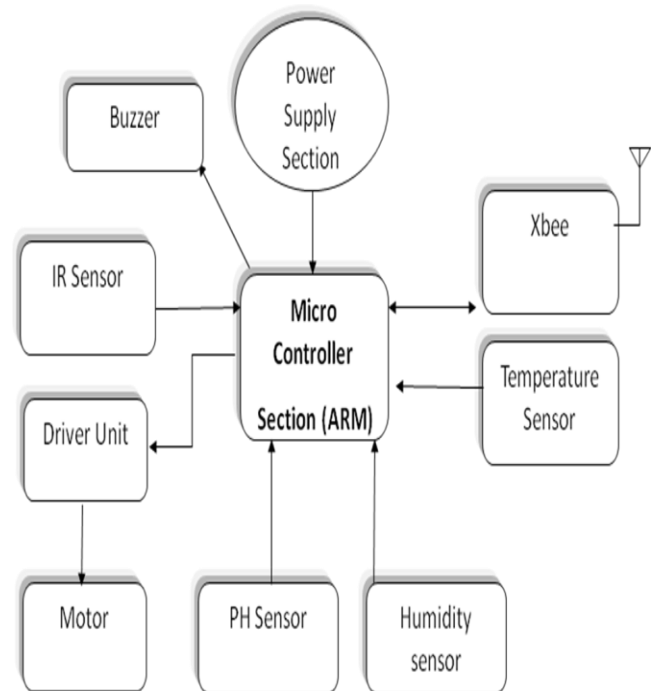 Power
Supply
Section
Buzzer
Xbee
IR Sensor
Micro
Controller
Section (ARM)
Temperature
Sensor
Driver Unit
Motor
PH Sensor
Humidity
sensor